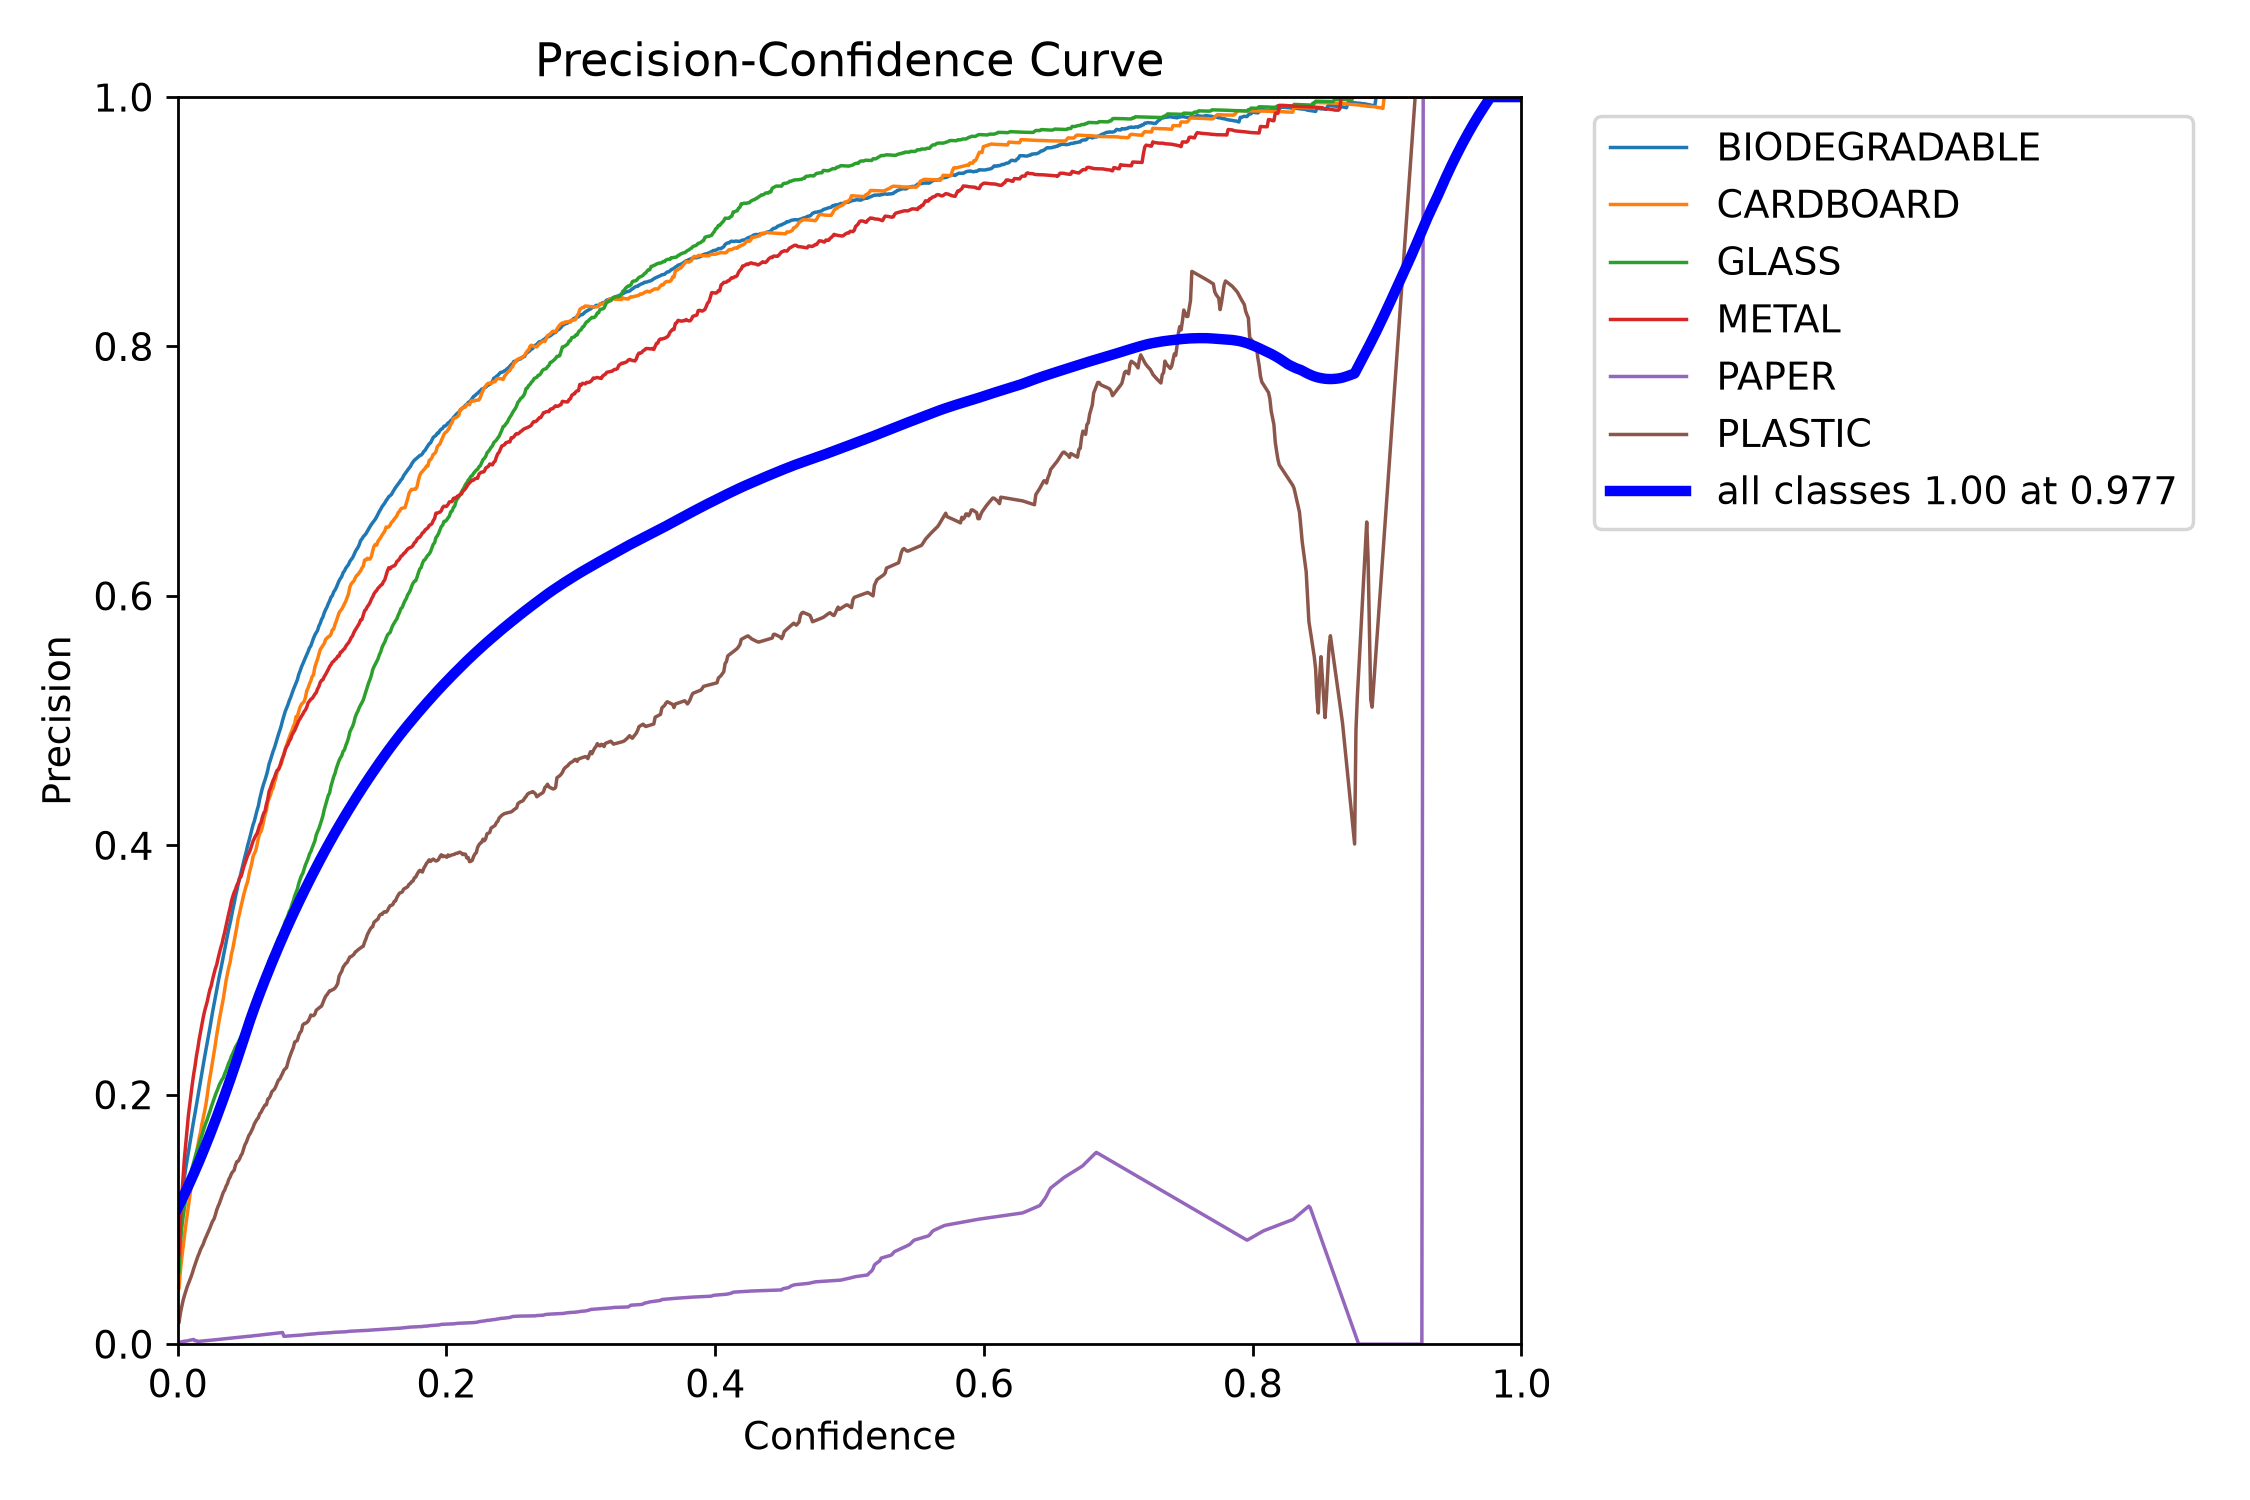 Precision-Confidence Curve
1.0
0.8
0.6
0.4
0.2
0.0
Precision
0.0 0.2 0.4 0.6 0.8 1.0
Confidence
BIODEGRADABLE
CARDBOARD
GLASS
METAL
PAPER
PLASTIC
all classes 1.00 at 0.977